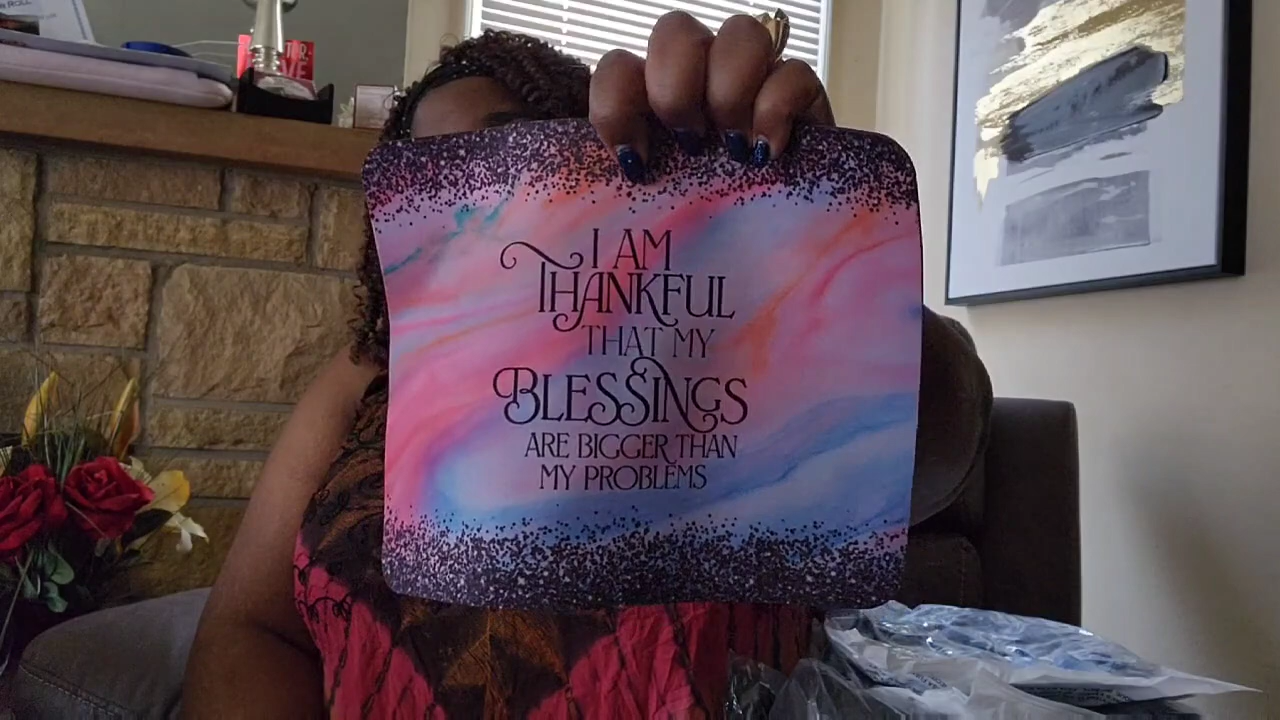 I AM
THANKFUL
THAT MY
BLESSINGS
ARE BIGGER THAN
MY PROBLEMS